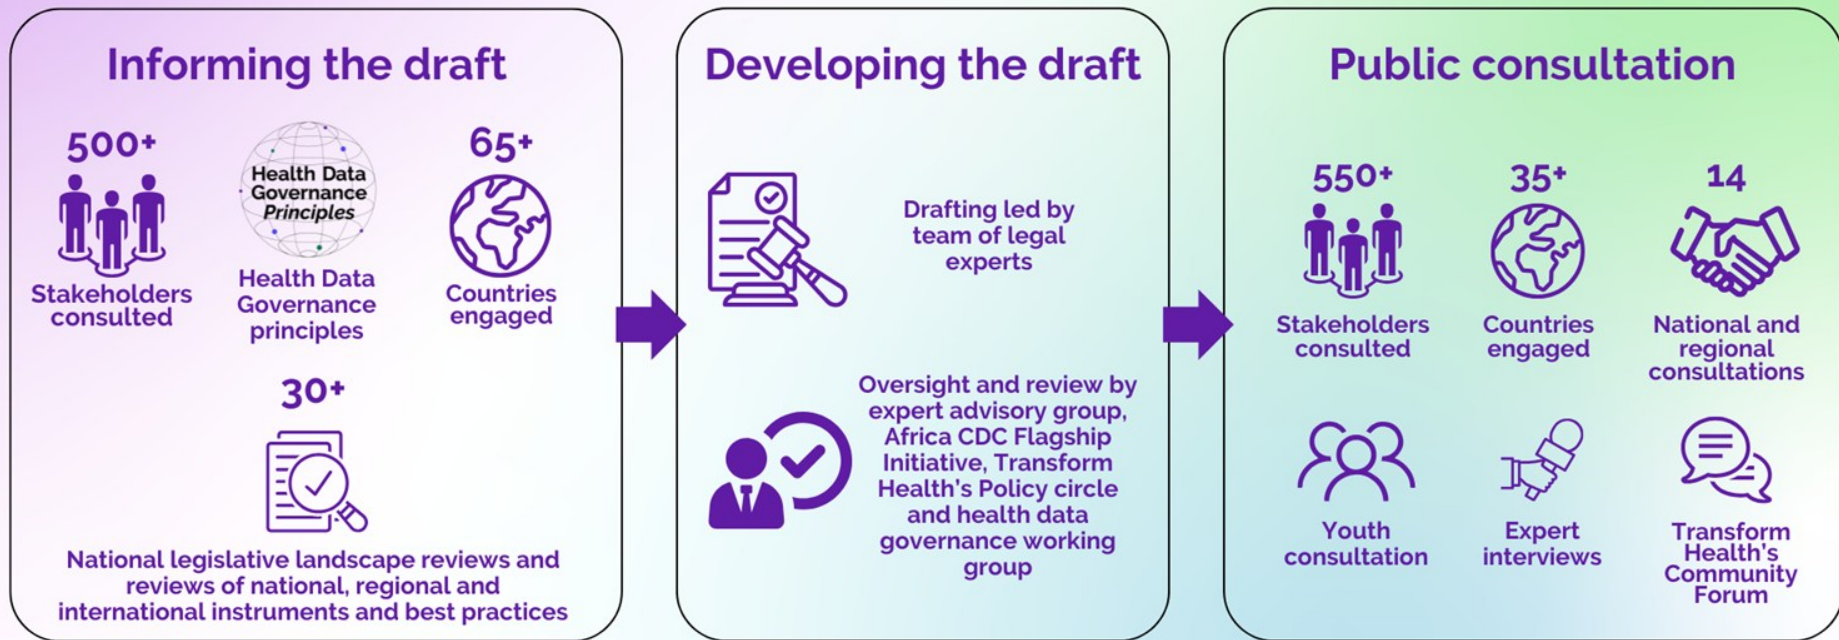 Informing the draft
500+
Stakeholders
consulted
Health Data
Governance
Principles
Health Data
Governance
principles
65+
Countries
engaged
30+
National legislative landscape reviews and
reviews of national, regional and
international instruments and best practices
Developing the draft
Drafting led by
team of legal
experts
Oversight and review by
expert advisory group,
Africa CDC Flagship
Initiative, Transform
Health's Policy circle
and health data
governance working
group
Public consultation
550+
Stakeholders
consulted
35+
Countries
engaged
14
National and
regional
consultations
Youth
consultation
Expert
interviews
Transform
Health's
Community
Forum